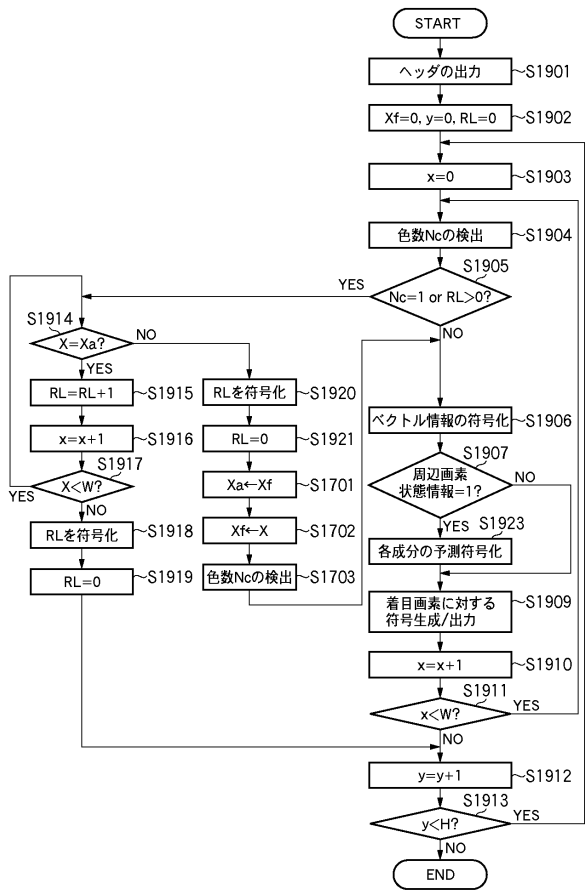 START
ヘッダの出力
S1901
Xf=0, y=0, RL=0
S1902
x=0
S1903
色数Ncの検出
S1904
S1905
Nc=1 or RL>0?
YES
NO
S1914
X=Xa?
NO
YES
RL=RL+1
S1915
x=x+1
S1916
S1917
X<W?
YES
NO
RLを符号化
S1918
RL=0
S1919
RLを符号化
S1920
RL=0
S1921
Xa←Xf
S1701
Xf←X
S1702
色数Ncの検出
S1703
ベクトル情報の符号化
S1906
S1907
周辺画素
状態情報=1?
NO
YES
S1923
各成分の予測符号化
着目画素に対する
符号生成/出力
S1909
x=x+1
S1910
S1911
x<W?
YES
NO
y=y+1
S1912
S1913
y<H?
YES
NO
END